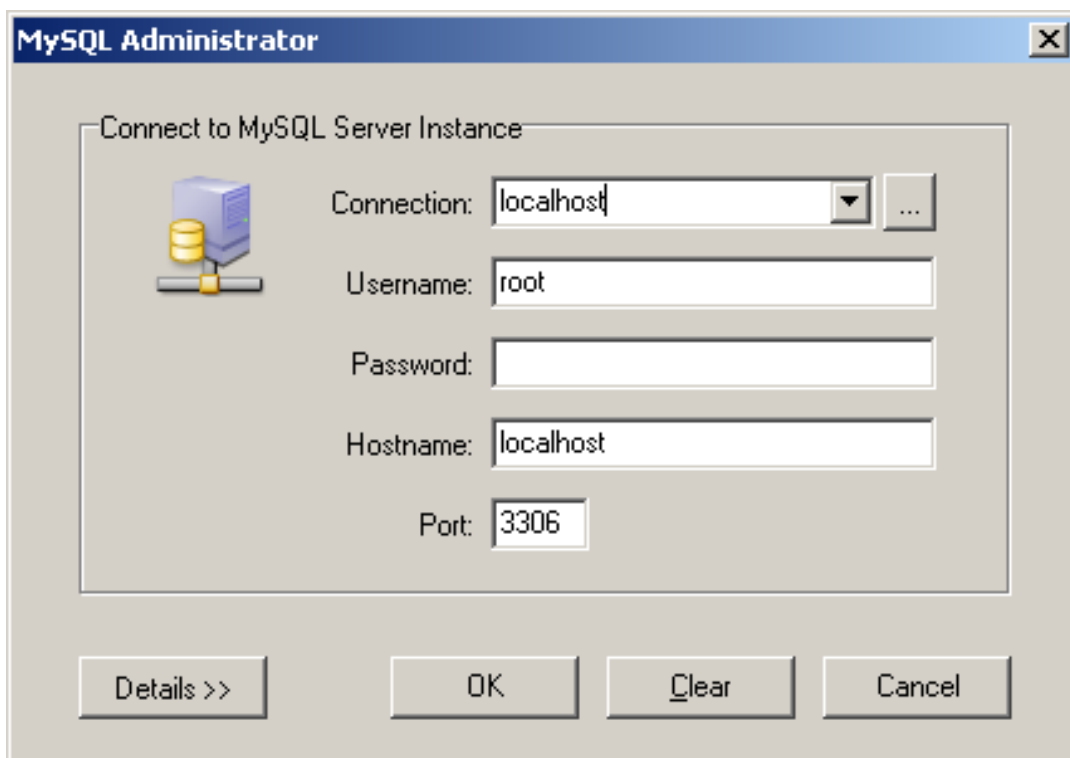 MySQL Administrator
Connect to MySQL Server Instance
Connection: localhost ...
Username: root
Password:
Hostname: localhost
Port: 3306
Details >> OK Clear Cancel